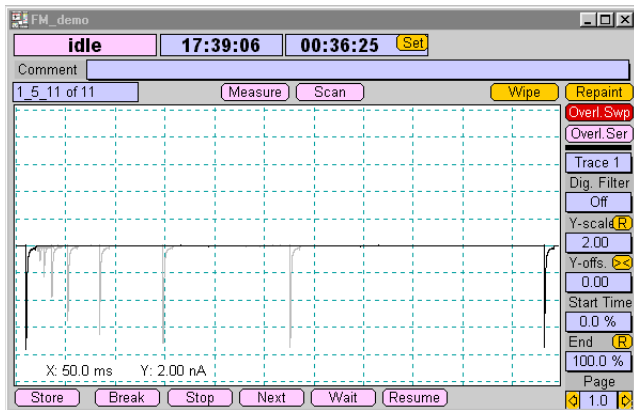 FM_demo
idle 17:39:06 00:36:25 Set
Comment
1_5_11 of 11 Measure Scan Wipe Repaint
Overl.Swp
Overl.Ser
Trace 1
Dig. Filter
Off
Y-scale R
2.00
Y-offs. ><
0.00
Start Time
0.0 %
End R
100.0 %
X: 50.0 ms Y: 2.00 nA
Page
Store Break Stop Next Wait Resume 1.0